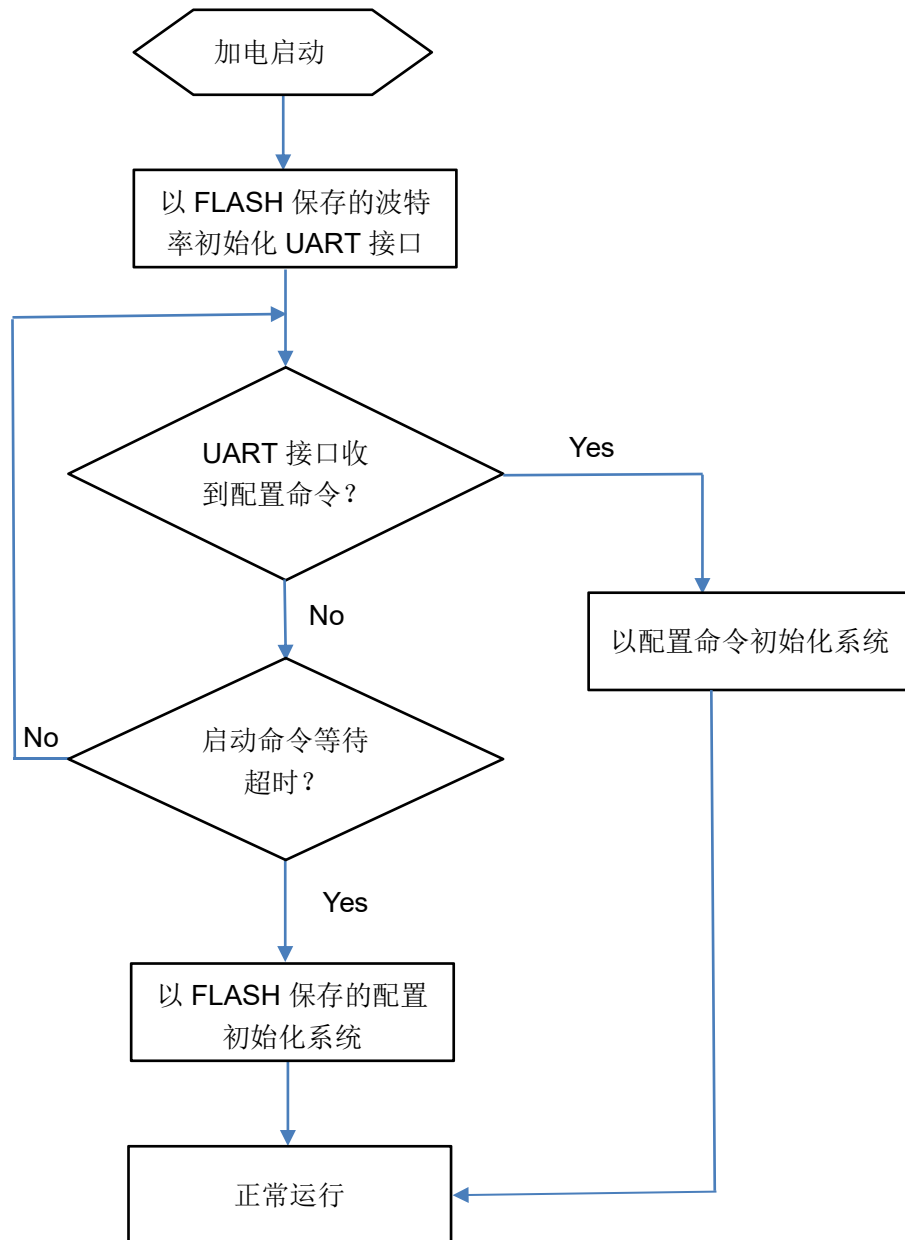 加电启动
以 FLASH 保存的波特
率初始化 UART 接口
UART 接口收
到配置命令？
Yes
No
以配置命令初始化系统
No
启动命令等待
超时？
Yes
以 FLASH 保存的配置
初始化系统
正常运行